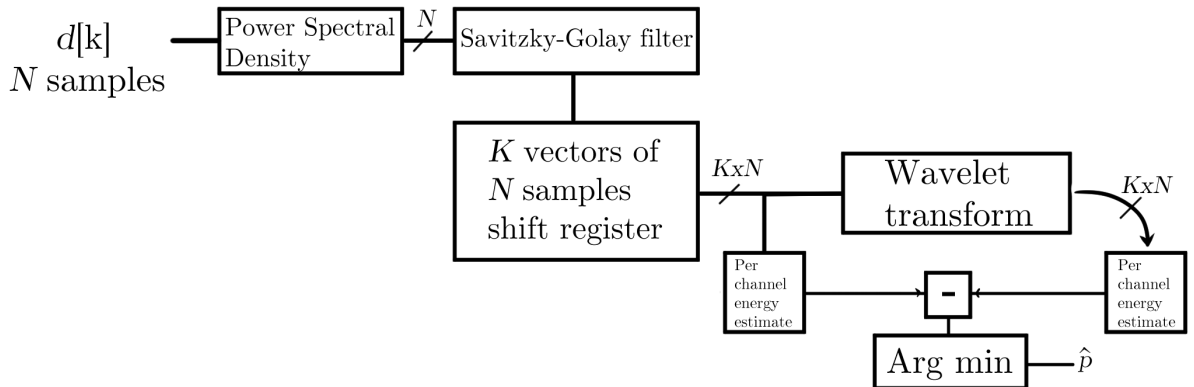 d[k]
N samples
Power Spectral
Density
N
Savitzky-Golay filter
K vectors of
N samples
shift register
KxN
Wavelet
transform
KxN
Per
channel
energy
estimate
-
Per
channel
energy
estimate
Arg min
p̂